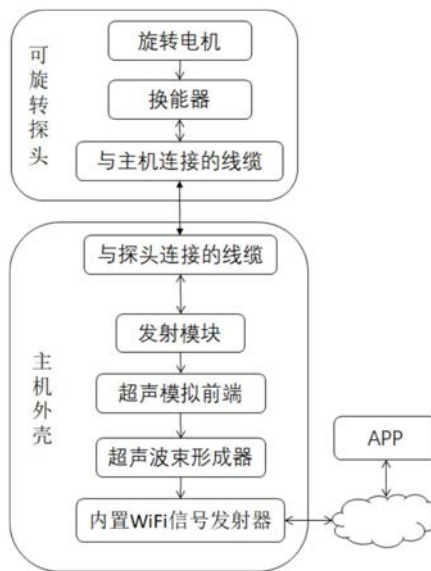 可旋转探头
旋转电机
换能器
与主机连接的线缆
主机外壳
与探头连接的线缆
发射模块
超声模拟前端
超声波束形成器
内置WiFi信号发射器
APP